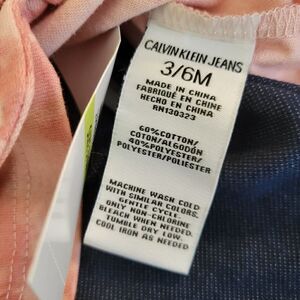 CALVIN KLEIN JEANS
3/6M
MADE IN CHINA
FABRIQUÉ EN CHINE
HECHO EN CHINA
RN130323
60%COTTON/
COTON/ALGODÓN
40%POLYESTER/
POLYESTER/POLIESTER
MACHINE WASH COLD
WITH SIMILAR COLORS.
GENTLE CYCLE.
ONLY NON-CHLORINE
BLEACH WHEN NEEDED.
TUMBLE DRY LOW.
COOL IRON AS NEEDED